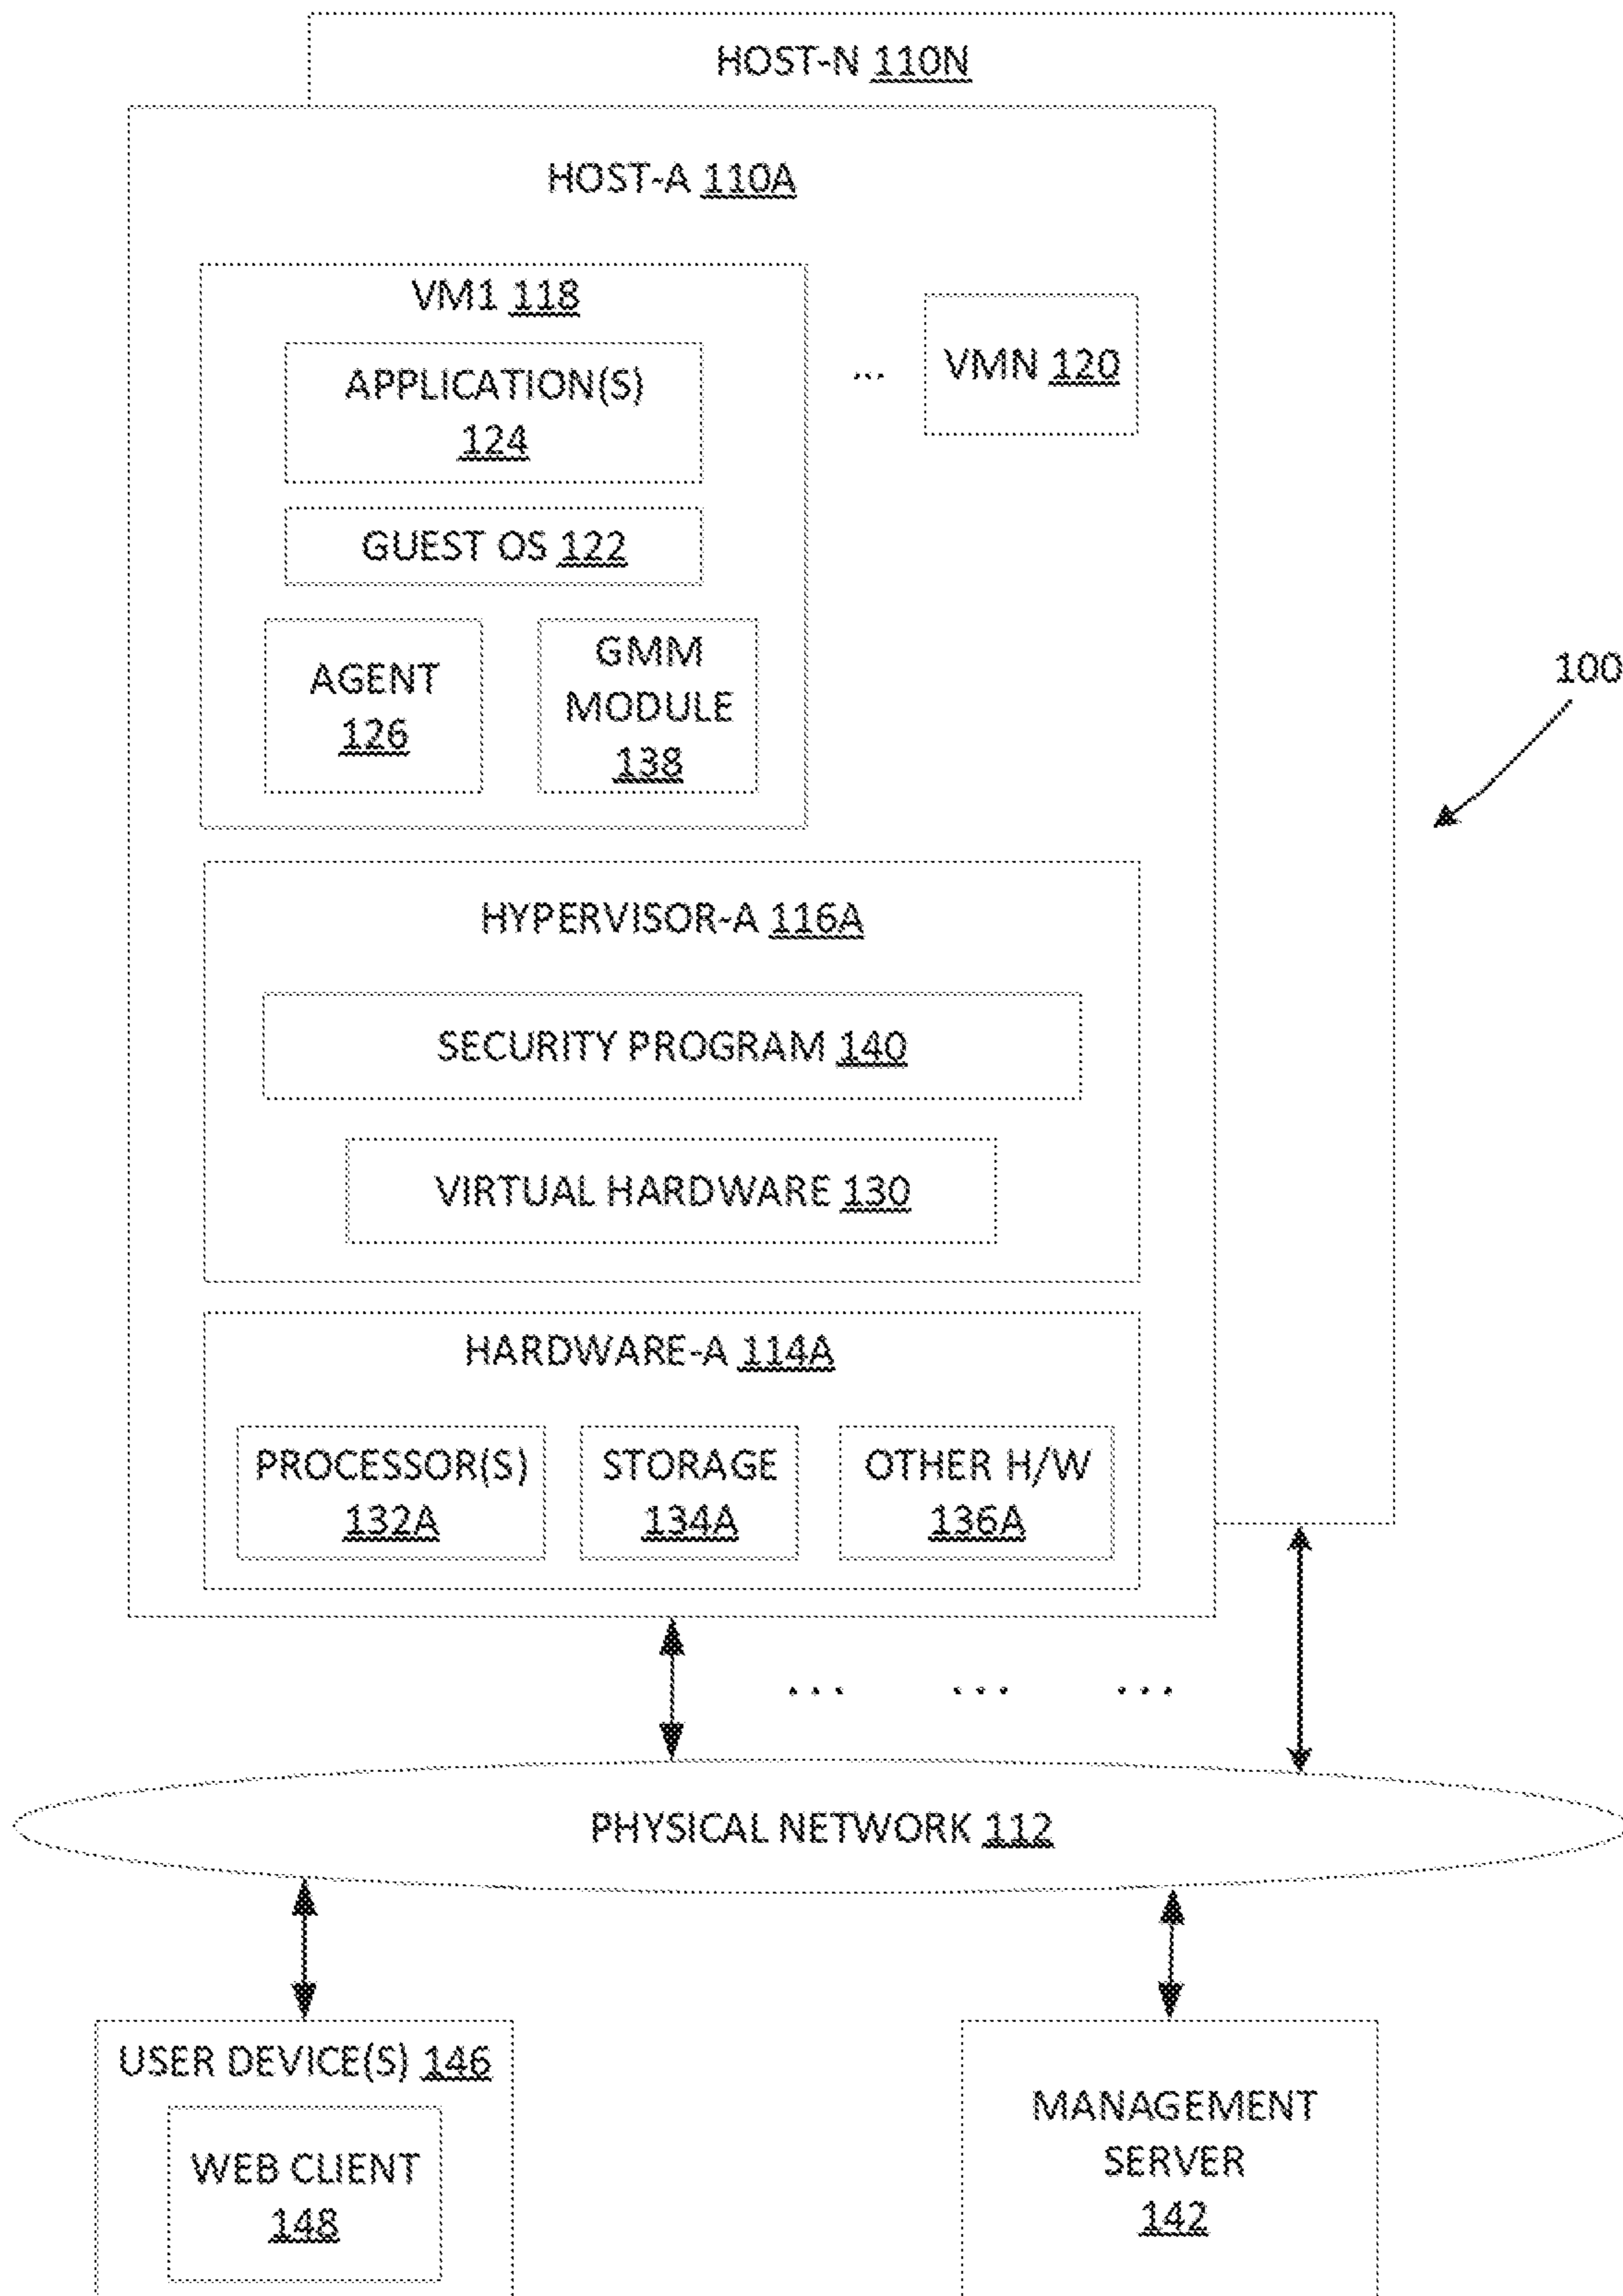 HOST-N 110N
HOST-A 110A
VM1 118
APPLICATION(S)
124
...
VMN 120
GUEST OS 122
AGENT
126
GMM
MODULE
138
100
HYPERVISOR-A 116A
SECURITY PROGRAM 140
VIRTUAL HARDWARE 130
HARDWARE-A 114A
PROCESSOR(S)
132A
STORAGE
134A
OTHER H/W
136A
... ... ...
PHYSICAL NETWORK 112
USER DEVICE(S) 146
WEB CLIENT
148
MANAGEMENT
SERVER
142